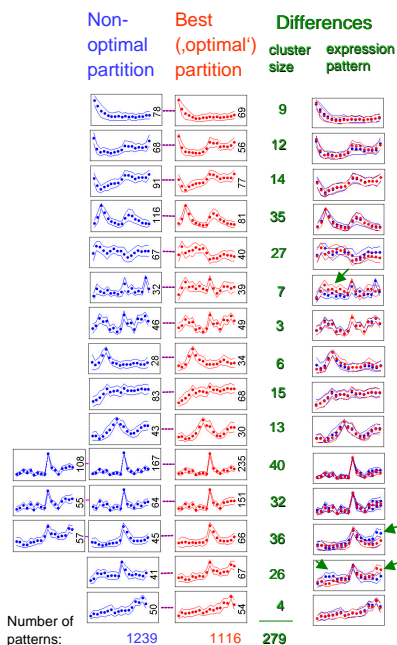 Non-
optimal
partition
Best
(‚optimal‘)
partition
Differences
cluster
size
expression
pattern
78 69 9
68 56 12
91 77 14
116 81 35
67 40 27
32 39 7
46 49 3
28 34 6
83 68 15
43 30 13
108 167 235 40
55 64 151 32
57 45 66 36
41 67 26
50 54 4
Number of
patterns: 1239 1116 279